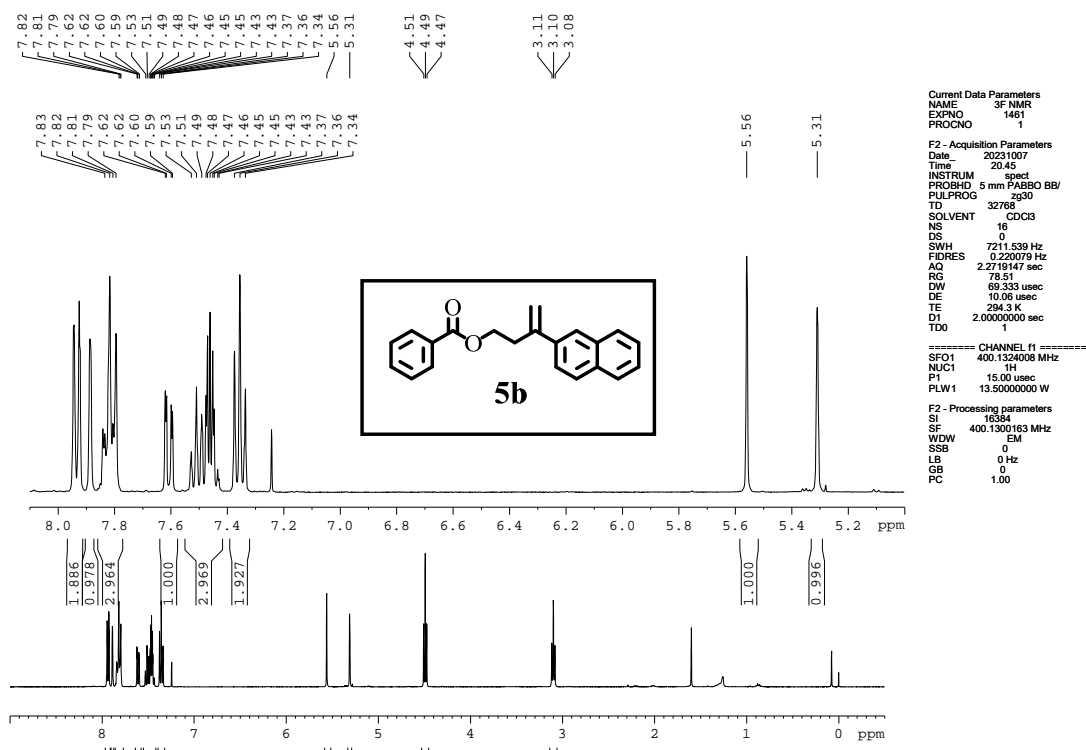 7.82 7.81 7.79 7.62 7.62 7.60 7.59 7.53 7.51 7.49 7.48 7.47 7.46 7.45 7.45 7.43 7.43 7.37 7.36 7.34 5.56 5.31 4.51 4.49 4.47 3.11 3.10 3.08
7.83 7.82 7.81 7.79 7.62 7.62 7.60 7.59 7.53 7.51 7.49 7.48 7.47 7.46 7.45 7.45 7.43 7.43 7.37 7.36 7.34 5.56 5.31
Current Data Parameters
NAME 3F NMR
EXPNO 1461
PROCNO 1
F2 - Acquisition Parameters
Date_ 20231007
Time 20.45
INSTRUM spect
PROBHD 5 mm PABBO BB/
PULPROG zg30
TD 32768
SOLVENT CDCl3
NS 16
DS 0
SWH 7211.539 Hz
FIDRES 0.220079 Hz
AQ 2.2719147 sec
RG 78.51
DW 69.333 usec
DE 10.06 usec
TE 294.3 K
D1 2.00000000 sec
TD0 1
======== CHANNEL f1 ========
SFO1 400.1324008 MHz
NUC1 1H
P1 15.00 usec
PLW1 13.50000000 W
F2 - Processing parameters
SI 16384
SF 400.1300163 MHz
WDW EM
SSB 0
LB 0 Hz
GB 0
PC 1.00
O
O
5b
8.0 7.8 7.6 7.4 7.2 7.0 6.8 6.6 6.4 6.2 6.0 5.8 5.6 5.4 5.2 ppm
1.886 0.978 2.964 1.000 2.969 1.927 1.000 0.996
8 7 6 5 4 3 2 1 0 ppm